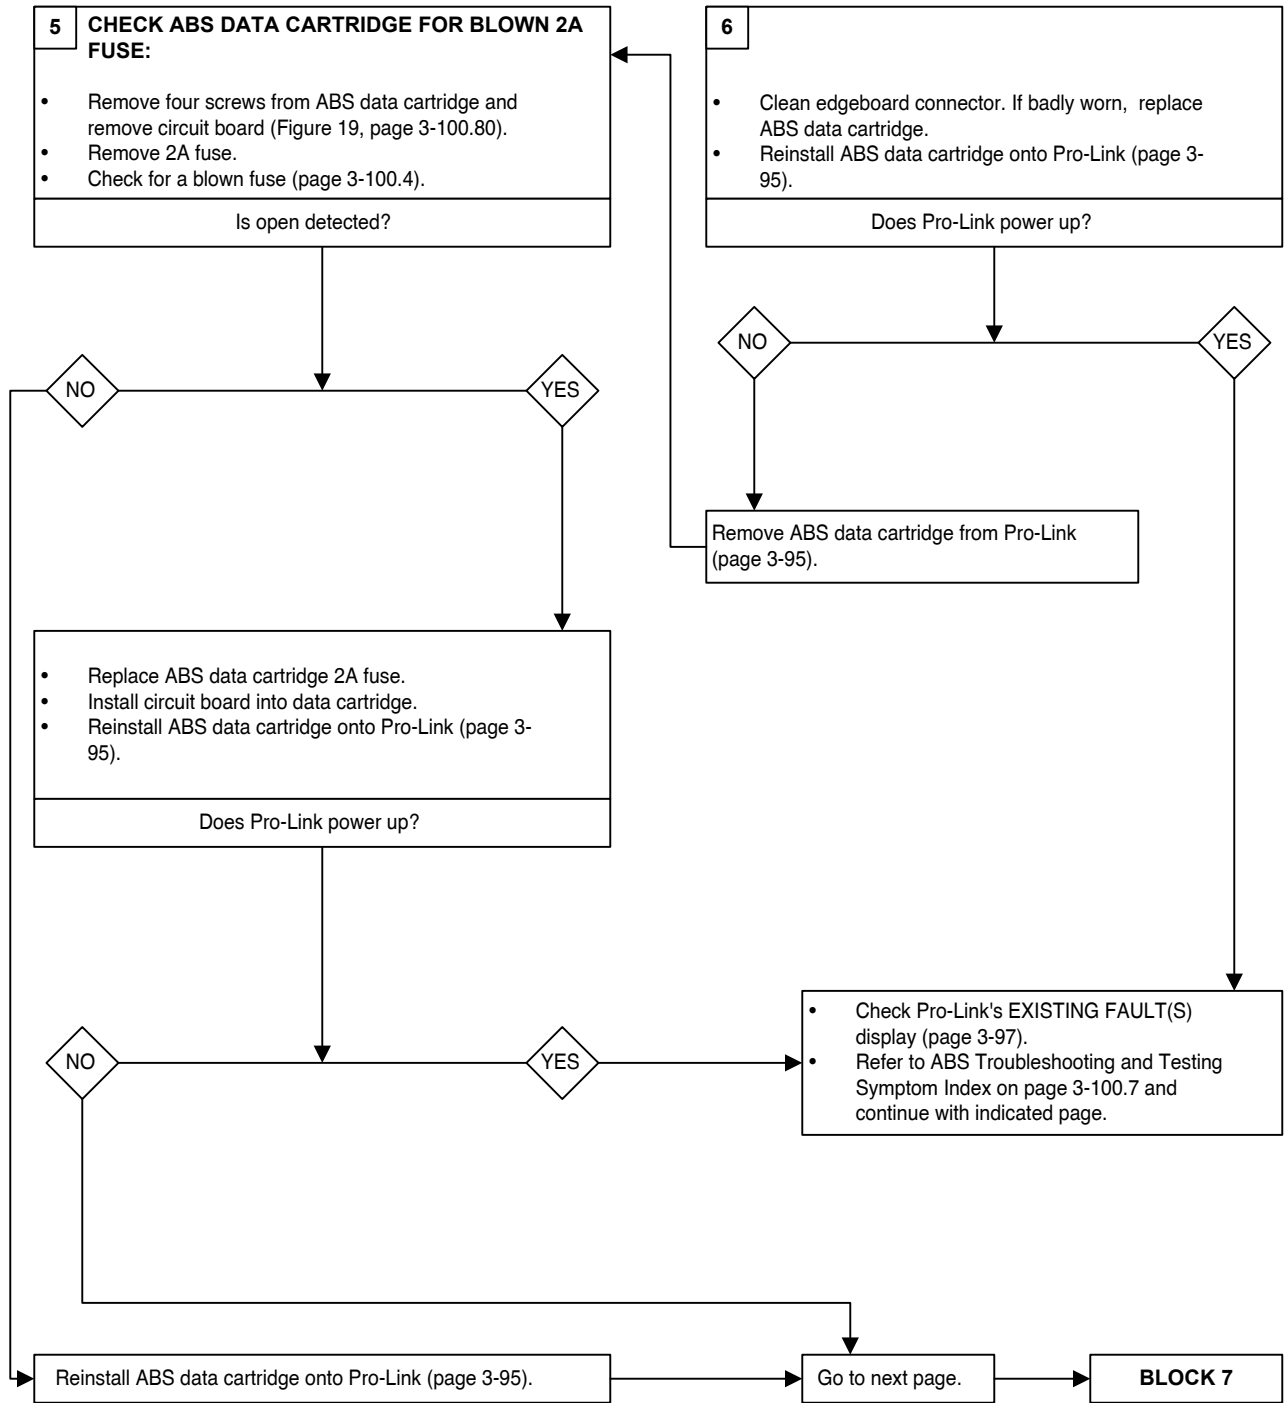 5 CHECK ABS DATA CARTRIDGE FOR BLOWN 2A
FUSE:
• Remove four screws from ABS data cartridge and
remove circuit board (Figure 19, page 3-100.80).
• Remove 2A fuse.
• Check for a blown fuse (page 3-100.4).
Is open detected?
6
• Clean edgeboard connector. If badly worn, replace
ABS data cartridge.
• Reinstall ABS data cartridge onto Pro-Link (page 3-
95).
Does Pro-Link power up?
NO
YES
NO
YES
Remove ABS data cartridge from Pro-Link
(page 3-95).
• Replace ABS data cartridge 2A fuse.
• Install circuit board into data cartridge.
• Reinstall ABS data cartridge onto Pro-Link (page 3-
95).
Does Pro-Link power up?
NO
YES
• Check Pro-Link's EXISTING FAULT(S)
display (page 3-97).
• Refer to ABS Troubleshooting and Testing
Symptom Index on page 3-100.7 and
continue with indicated page.
Reinstall ABS data cartridge onto Pro-Link (page 3-95).
Go to next page.
BLOCK 7